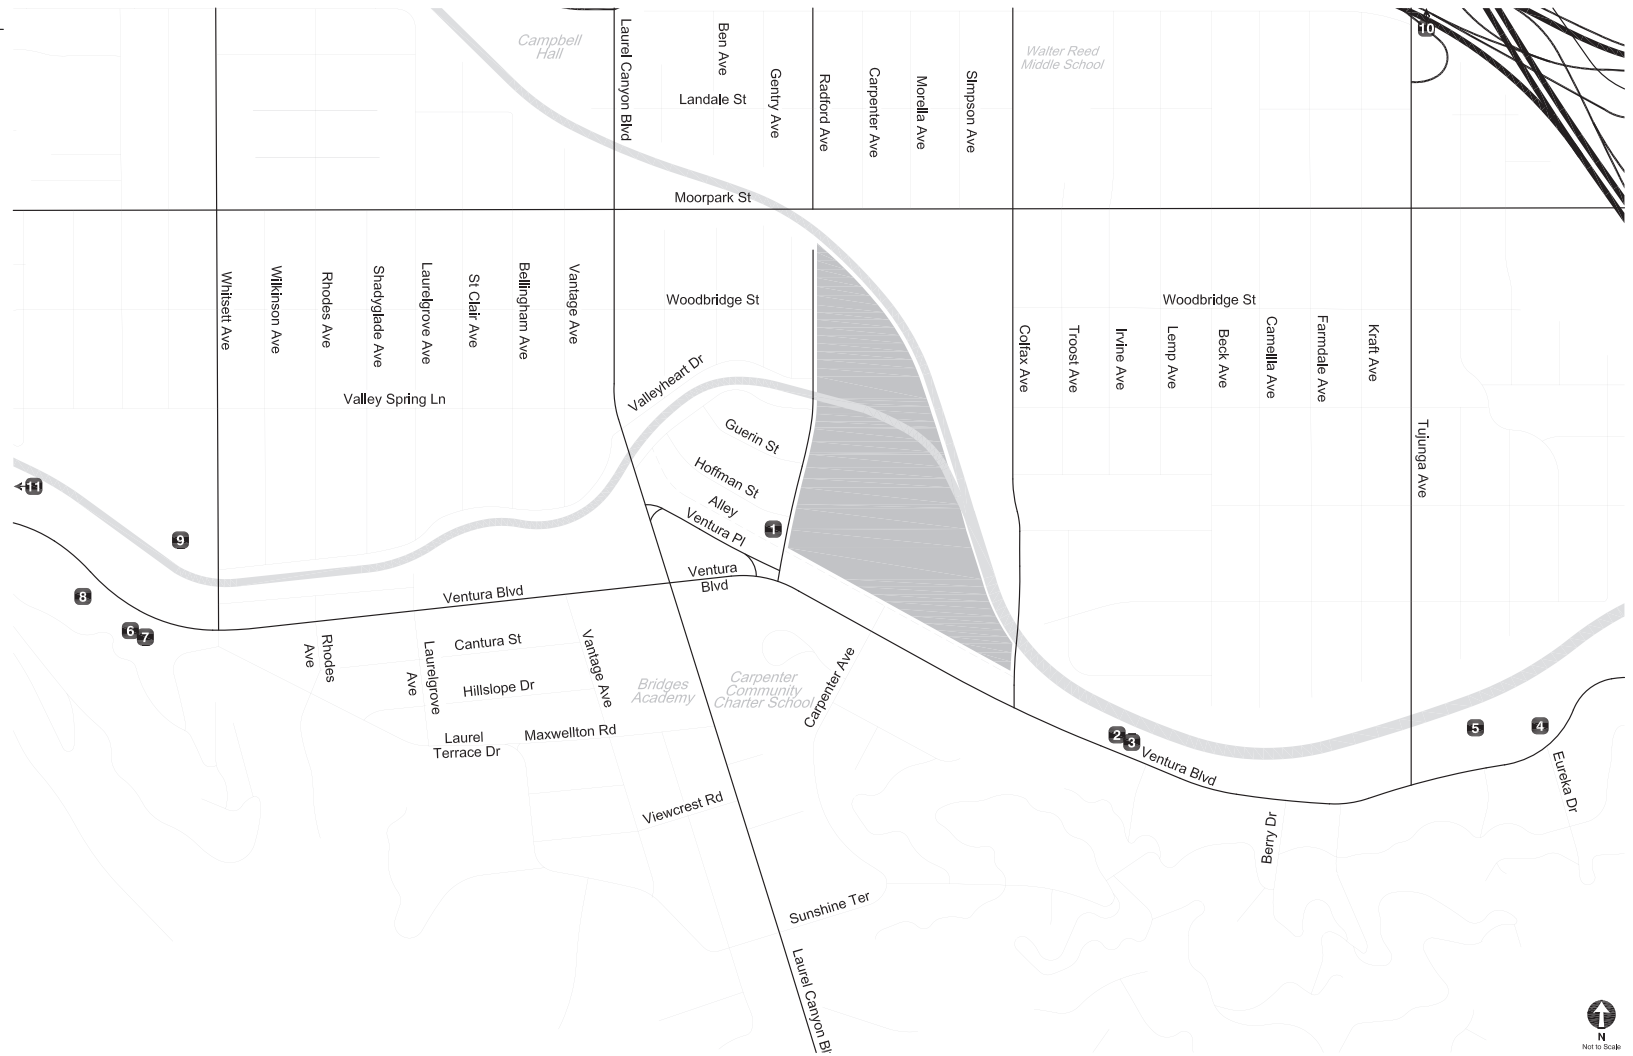 Campbell
Hall
Laurel Canyon Blvd
Ben Ave
Landale St
Gentry Ave
Radford Ave
Carpenter Ave
Morella Ave
Simpson Ave
Walter Reed
Middle School
10
Moorpark St
Whitsett Ave
Wilkinson Ave
Rhodes Ave
Shadyglade Ave
Laurelgrove Ave
St Clair Ave
Bellingham Ave
Vantage Ave
Woodbridge St
Woodbridge St
Colfax Ave
Troost Ave
Irvine Ave
Lemp Ave
Beck Ave
Camellia Ave
Farmdale Ave
Kraft Ave
Valleyheart Dr
Valley Spring Ln
Guerin St
Hoffman St
Alley
Ventura Pl
1
Tujunga Ave
11
9
8
6
7
Ventura Blvd
Ventura
Blvd
Rhodes
Ave
Laurelgrove
Ave
Cantura St
Hillslope Dr
Vantage Ave
Laurel
Terrace Dr
Maxwellton Rd
Bridges
Academy
Carpenter
Community
Charter School
Carpenter Ave
2
3
Ventura Blvd
5
4
Eureka Dr
Viewcrest Rd
Berry Dr
Sunshine Ter
Laurel Canyon Bl
N
Not to Scale